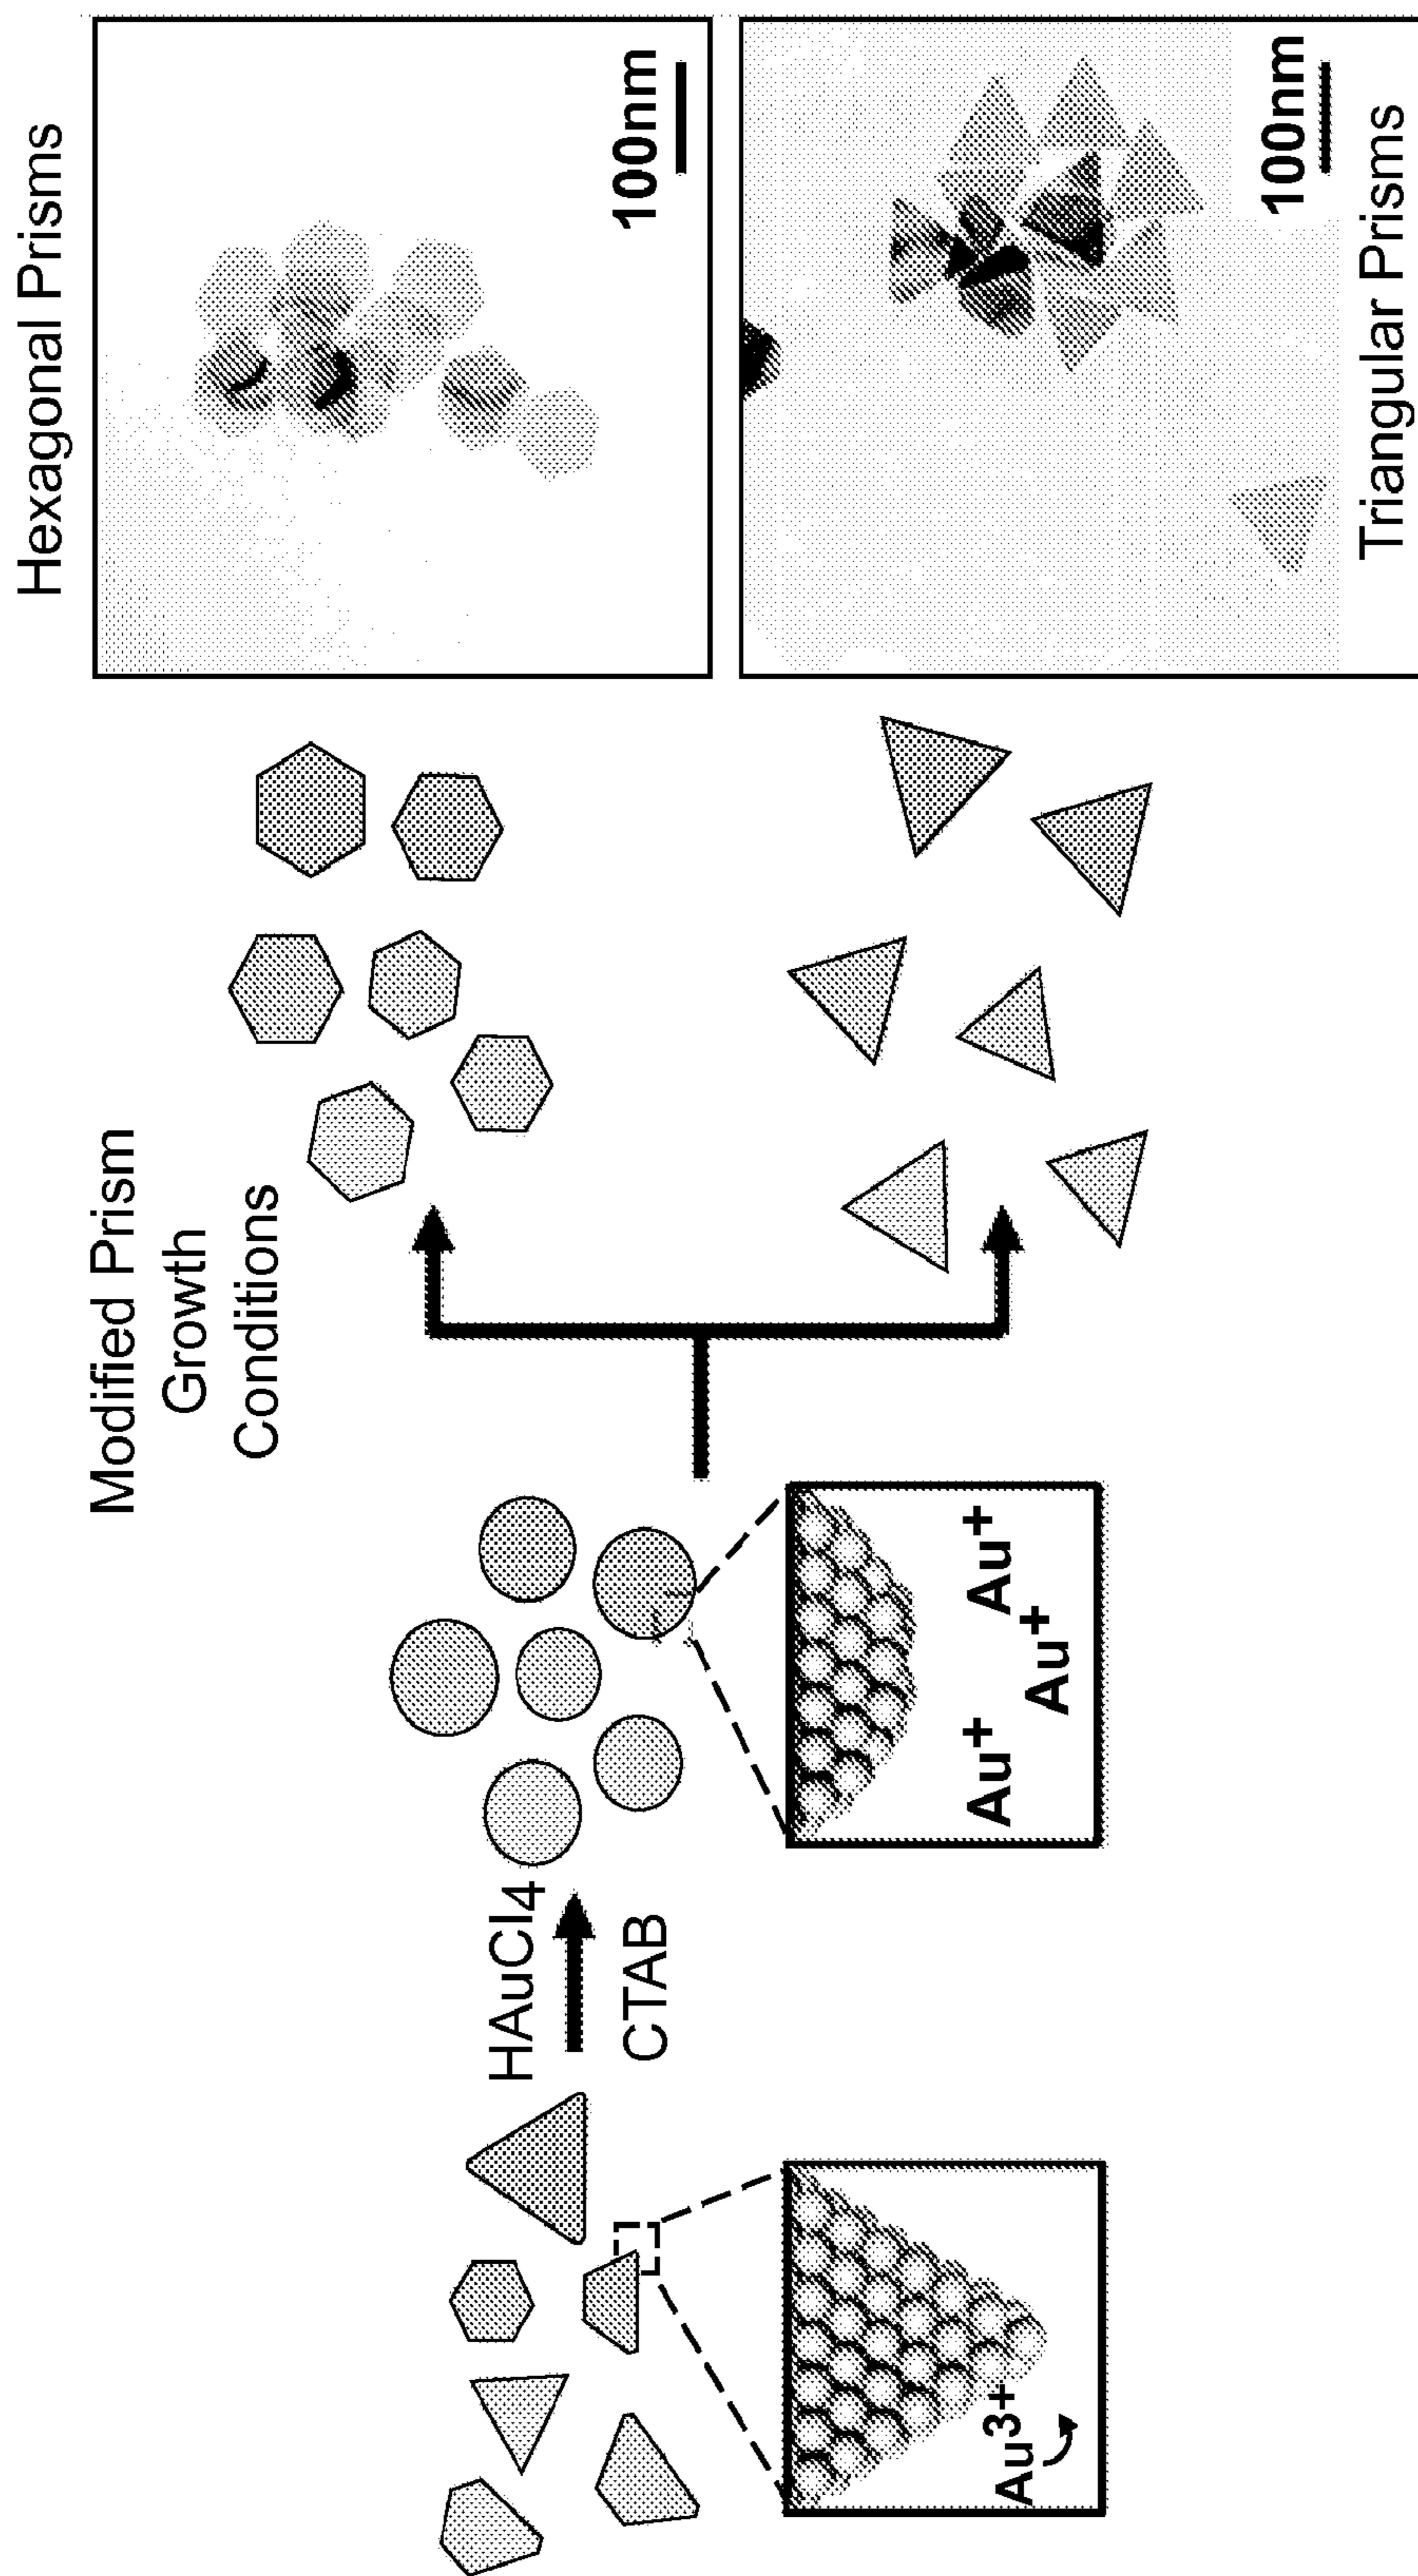 HAuCl4
CTAB
Au3+
Au+
Au+
Au+
Modified Prism
Growth
Conditions
Hexagonal Prisms
100nm
100nm
Triangular Prisms